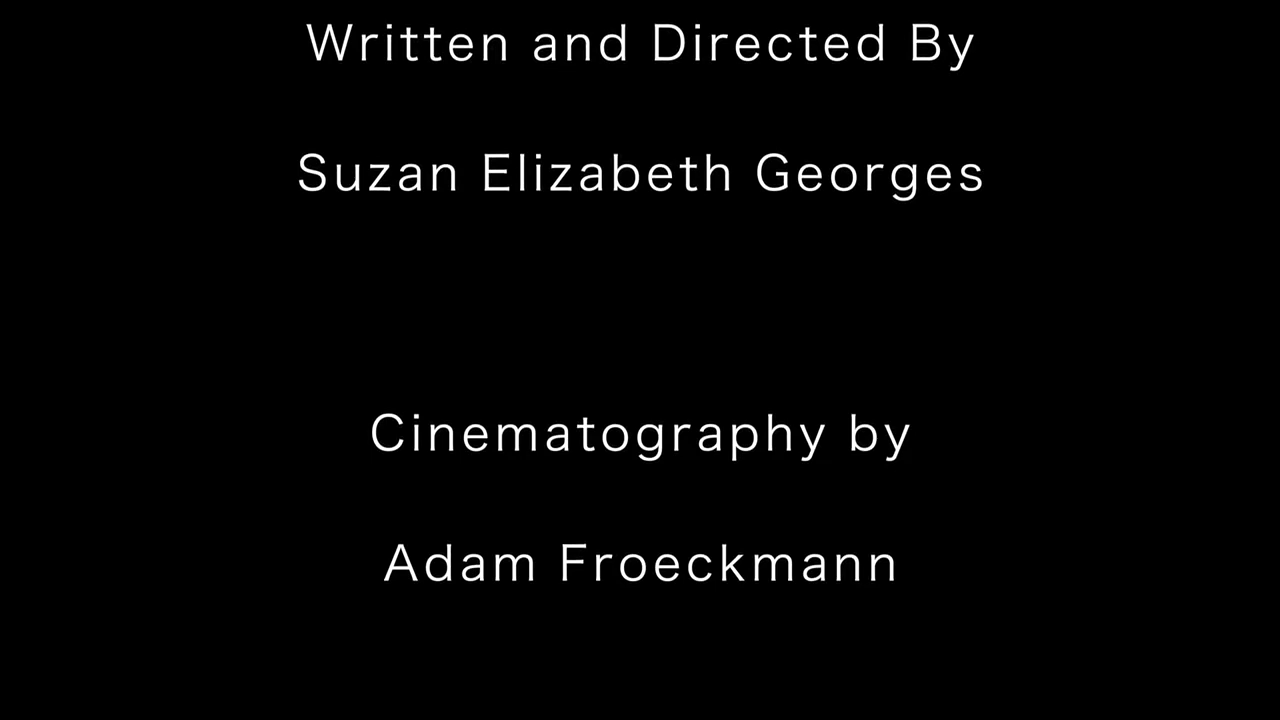 Written and Directed By
Suzan Elizabeth Georges
Cinematography by
Adam Froeckmann